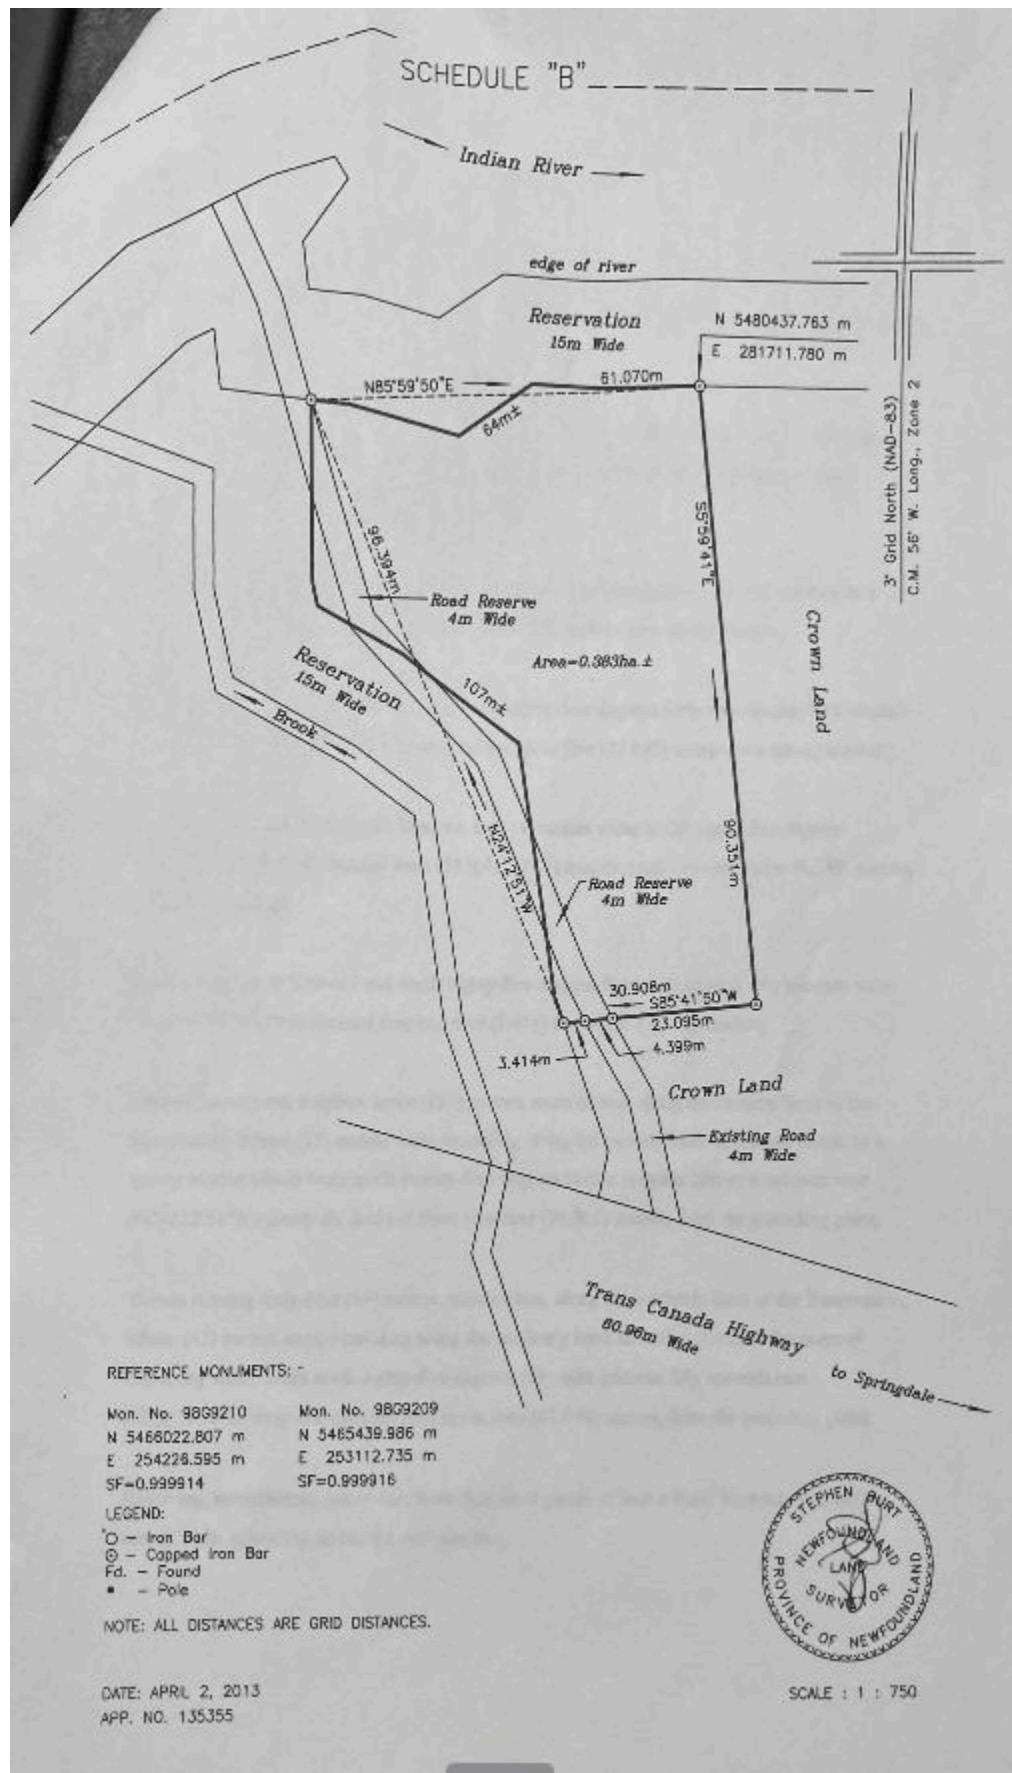 SCHEDULE "B"
Indian River
edge of river
Reservation
15m Wide
N 5480437.763 m
E 281711.780 m
N85°59'50"E
61.070m
64m±
3° Grid North (NAD-83)
C.M. 56° W. Long., Zone 2
S5°59'41"E
96.394m
Road Reserve
4m Wide
Crown Land
Area=0.383ha.±
Reservation
15m Wide
107m±
Brook
N24°12'51"W
90.351m
Road Reserve
4m Wide
30.908m
S85°41'50"W
23.095m
3.414m
4.399m
Crown Land
Existing Road
4m Wide
Trans Canada Highway
60.96m Wide
to Springdale
REFERENCE MONUMENTS: -
Mon. No. 98G9210
N 5466022.807 m
E 254226.595 m
SF=0.999914
Mon. No. 98G9209
N 5465439.986 m
E 253112.735 m
SF=0.999916
LEGEND:
O - Iron Bar
⊙ - Capped Iron Bar
Fd. - Found
• - Pole
NOTE: ALL DISTANCES ARE GRID DISTANCES.
STEPHEN BURT
NEWFOUNDLAND
LAND
SURVEYOR
PROVINCE OF NEWFOUNDLAND
DATE: APRIL 2, 2013
APP. NO. 135355
SCALE : 1 : 750